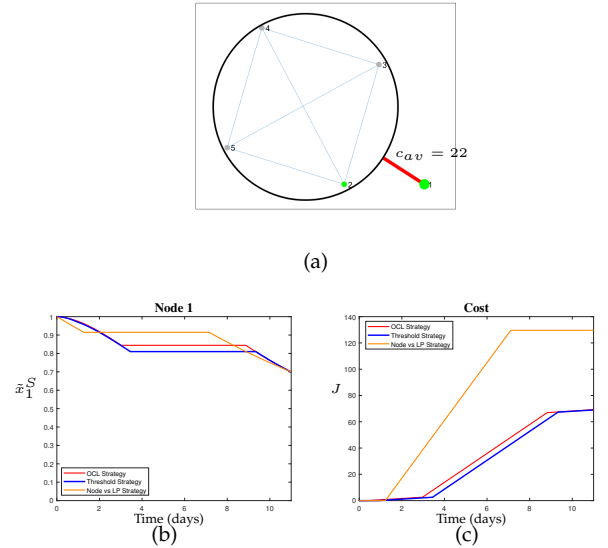 4
3
5
2
1
c_av = 22
(a)
Node 1
1
0.9
0.8
0.7
0.6
0.5
0.4
0.3
0.2
0.1
0
x̃_1^S
OCL Strategy
Threshold Strategy
Node vs LP Strategy
0 2 4 6 8 10
Time (days)
(b)
Cost
140
120
100
80
60
40
20
0
J
OCL Strategy
Threshold Strategy
Node vs LP Strategy
0 2 4 6 8 10
Time (days)
(c)